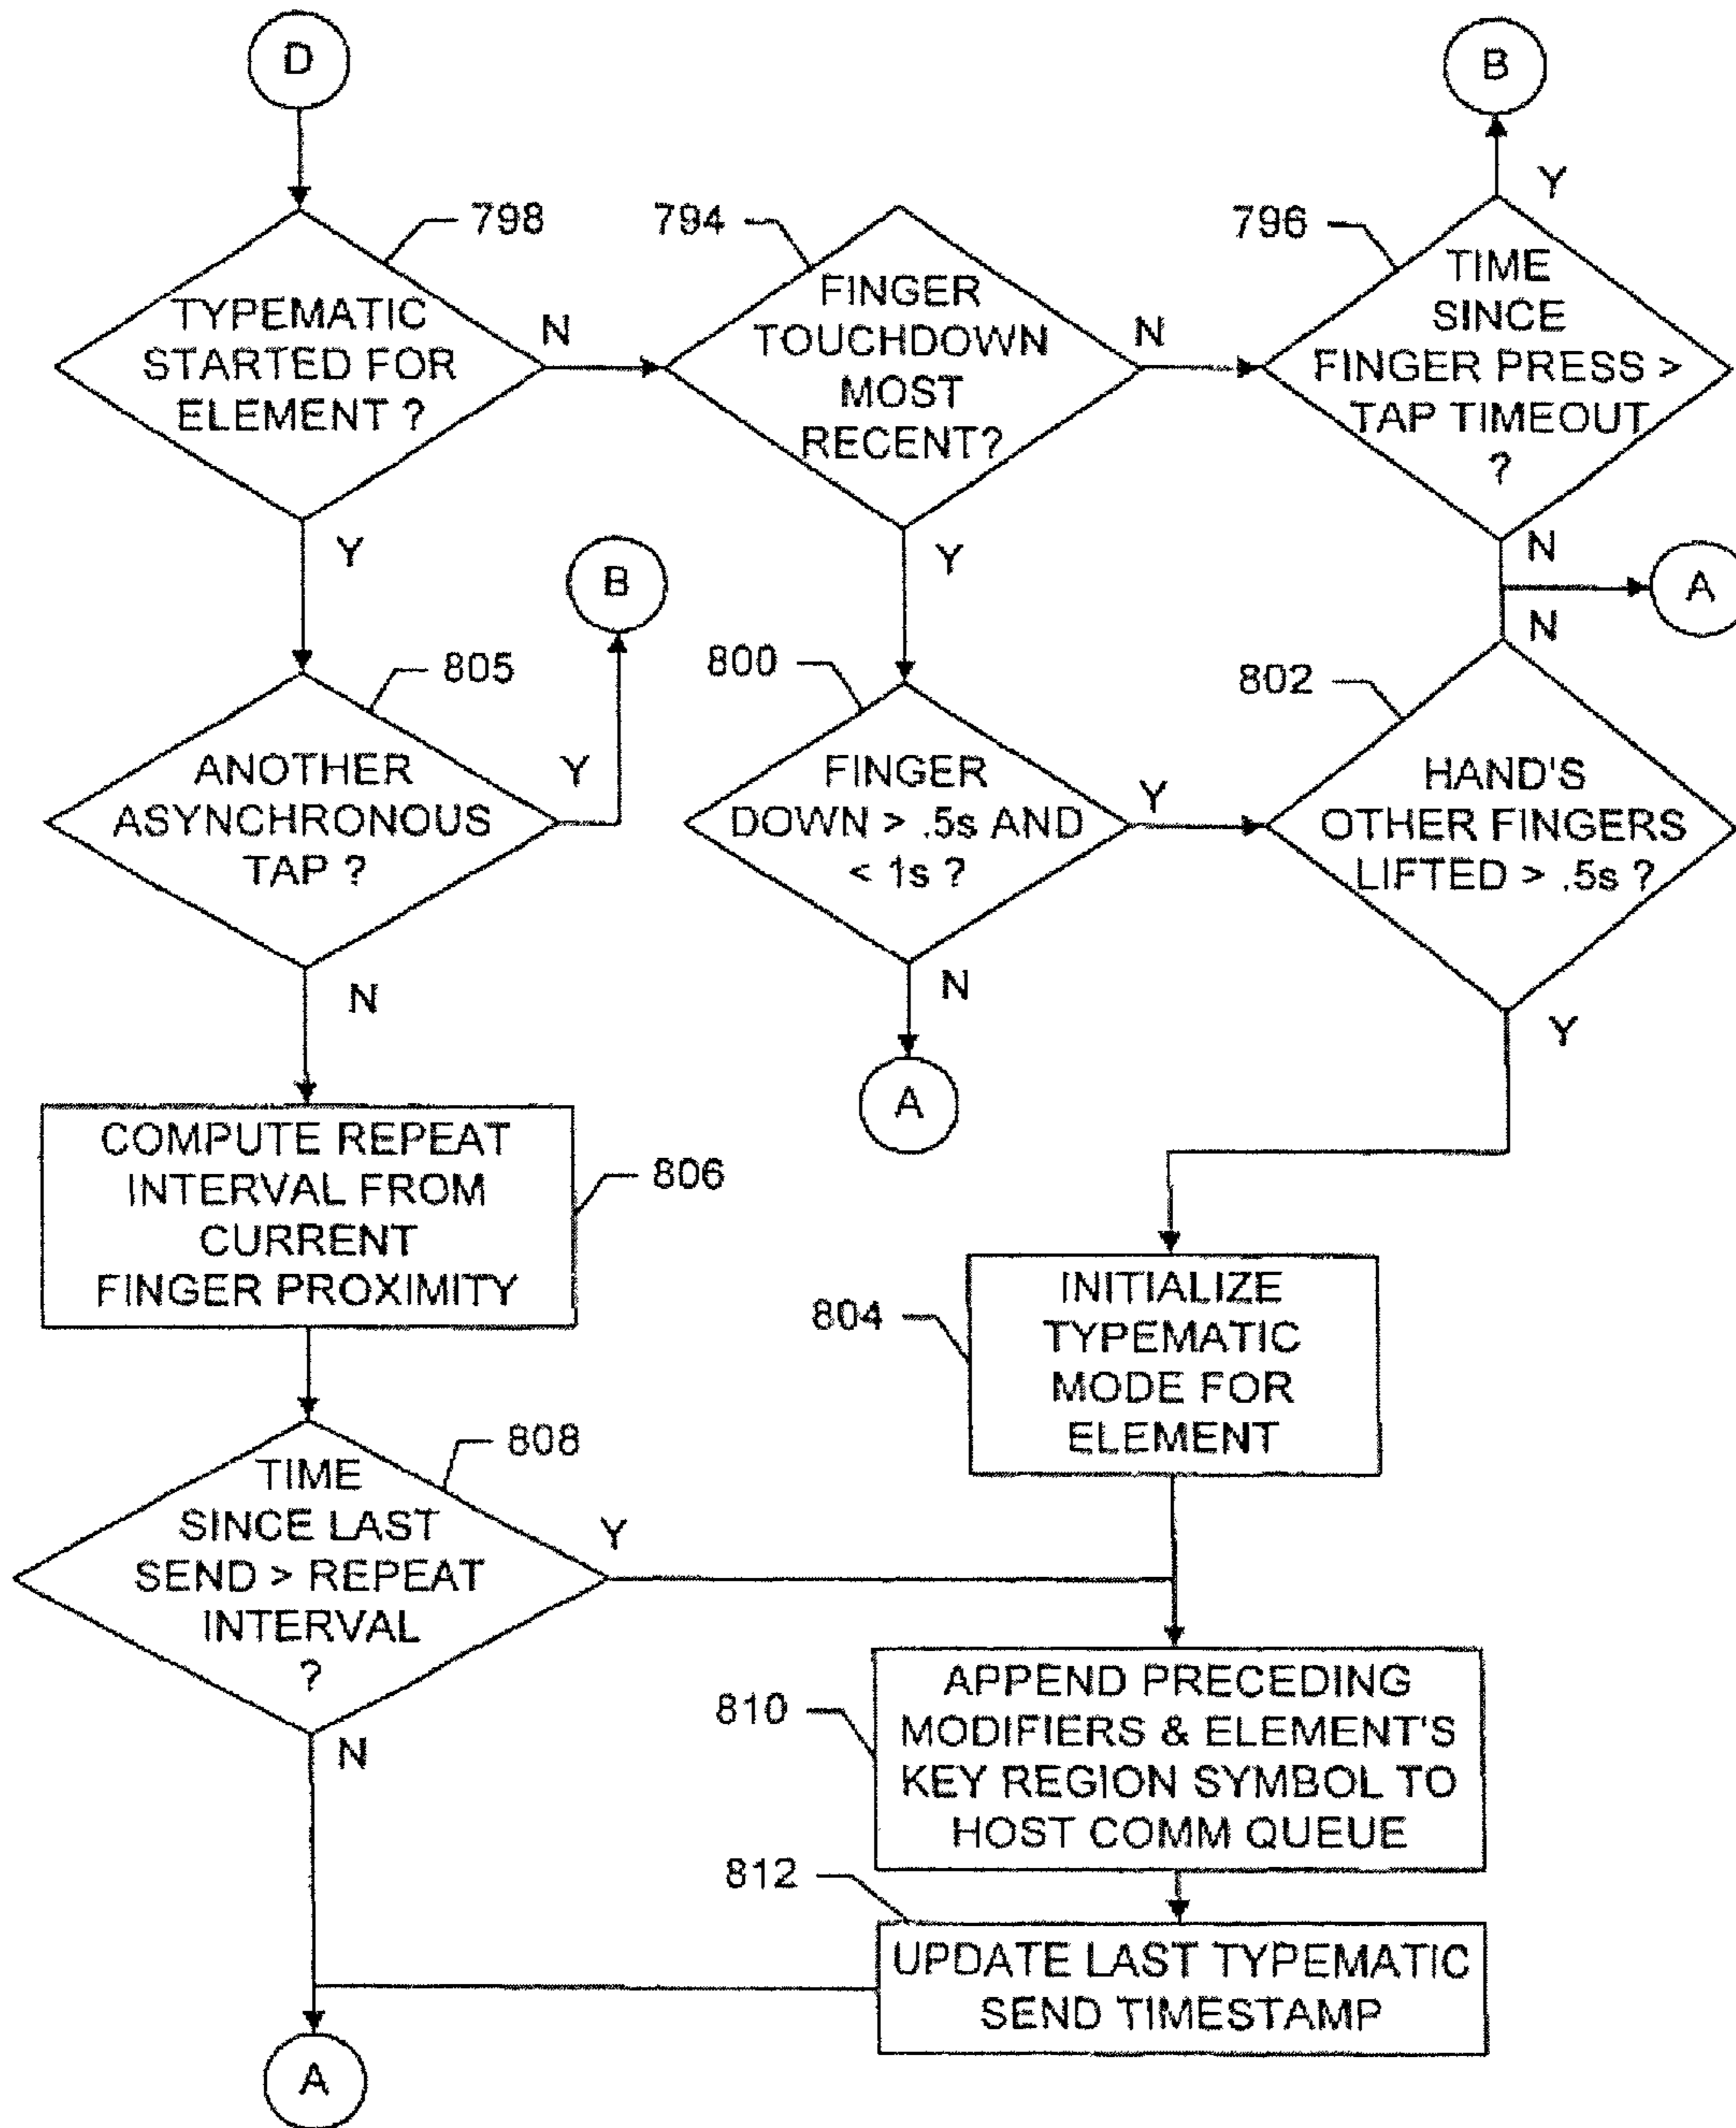 D
B
798
TYPEMATIC
STARTED FOR
ELEMENT ?
N
Y
794
FINGER
TOUCHDOWN
MOST
RECENT?
N
Y
796
TIME
SINCE
FINGER PRESS >
TAP TIMEOUT
?
Y
N
A
B
805
ANOTHER
ASYNCHRONOUS
TAP ?
Y
N
800
FINGER
DOWN > .5s AND
< 1s ?
Y
N
A
802
HAND'S
OTHER FINGERS
LIFTED > .5s ?
N
Y
COMPUTE REPEAT
INTERVAL FROM
CURRENT
FINGER PROXIMITY
806
804
INITIALIZE
TYPEMATIC
MODE FOR
ELEMENT
808
TIME
SINCE LAST
SEND > REPEAT
INTERVAL
?
Y
N
810
APPEND PRECEDING
MODIFIERS & ELEMENT'S
KEY REGION SYMBOL TO
HOST COMM QUEUE
812
UPDATE LAST TYPEMATIC
SEND TIMESTAMP
A